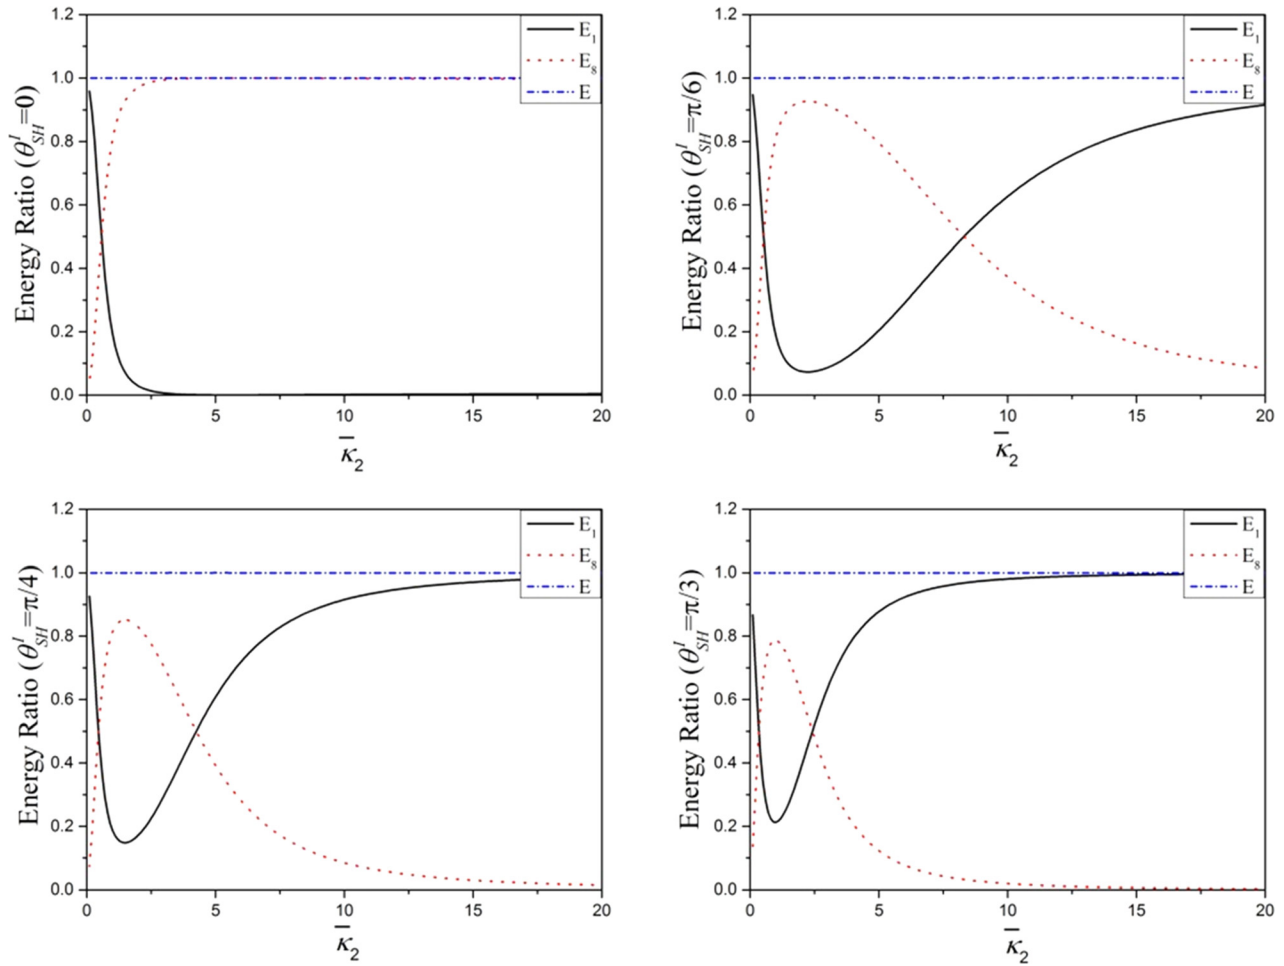 Energy Ratio (θ^I_SH=0)
1.2
1.0
0.8
0.6
0.4
0.2
0.0
0 5 10 15 20
κ̅₂
E₁
E₈
E
Energy Ratio (θ^I_SH=π/6)
1.2
1.0
0.8
0.6
0.4
0.2
0.0
0 5 10 15 20
κ̅₂
E₁
E₈
E
Energy Ratio (θ^I_SH=π/4)
1.2
1.0
0.8
0.6
0.4
0.2
0.0
0 5 10 15 20
κ̅₂
E₁
E₈
E
Energy Ratio (θ^I_SH=π/3)
1.2
1.0
0.8
0.6
0.4
0.2
0.0
0 5 10 15 20
κ̅₂
E₁
E₈
E